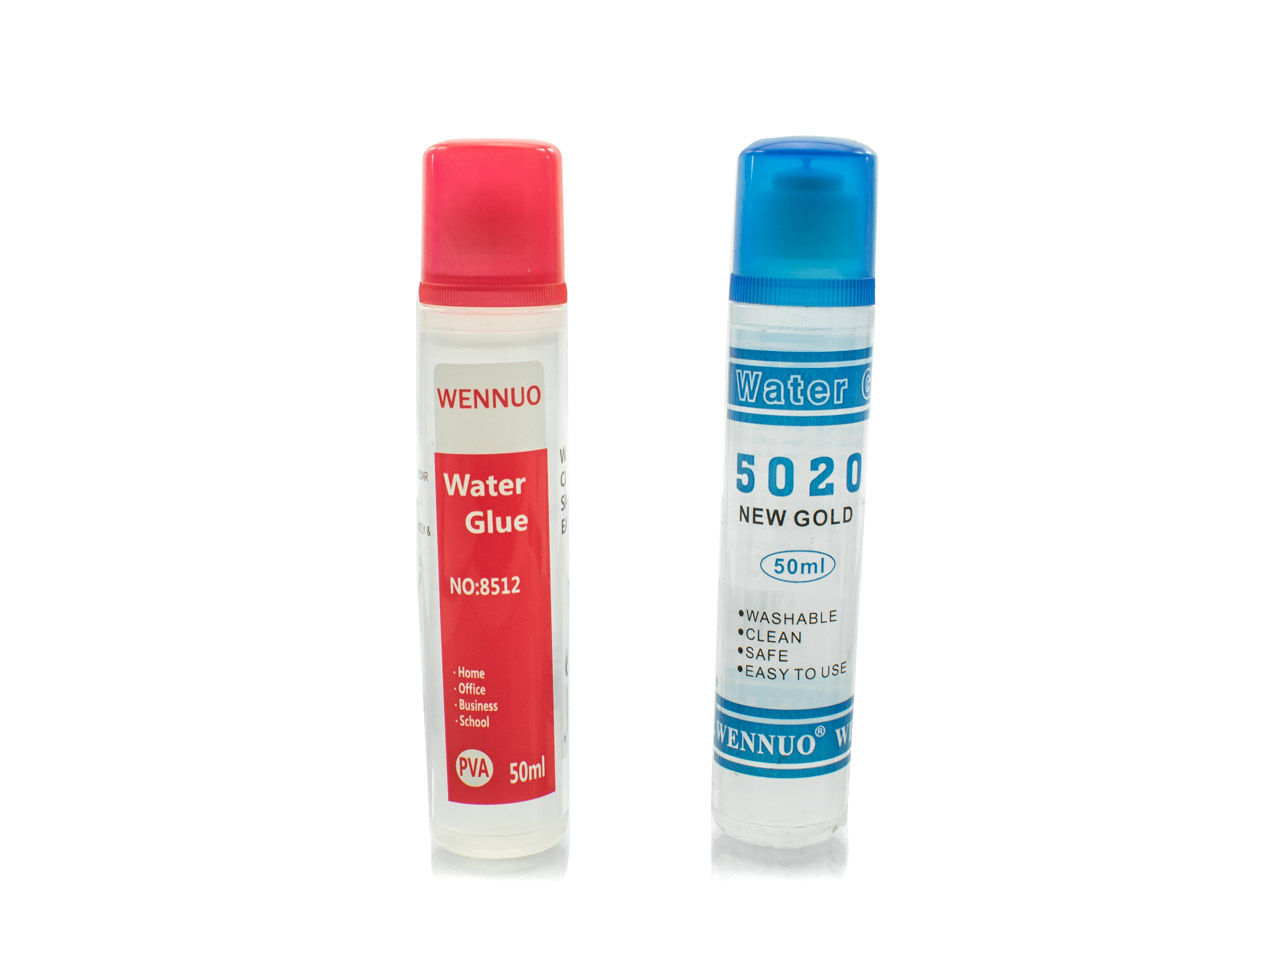 WENNUO
Water
Glue
NO:8512
· Home
· Office
· Business
· School
PVA 50ml
Water
5020
NEW GOLD
50ml
•WASHABLE
•CLEAN
•SAFE
•EASY TO USE
WENNUO®